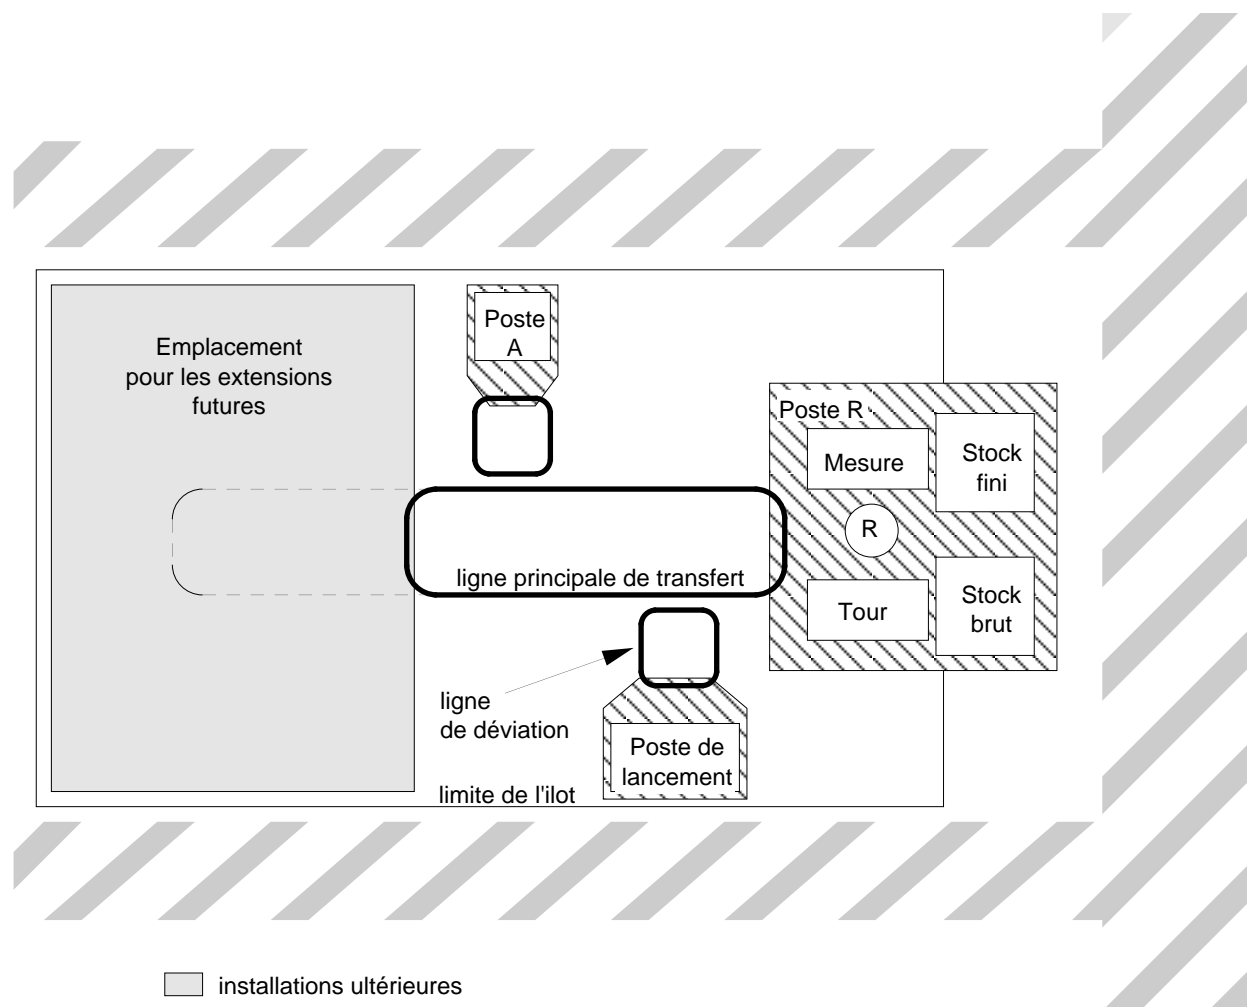 Emplacement
pour les extensions
futures
Poste
A
Poste R
Mesure
Stock
fini
R
ligne principale de transfert
Tour
Stock
brut
ligne
de déviation
Poste de
lancement
limite de l'ilot
installations ultérieures